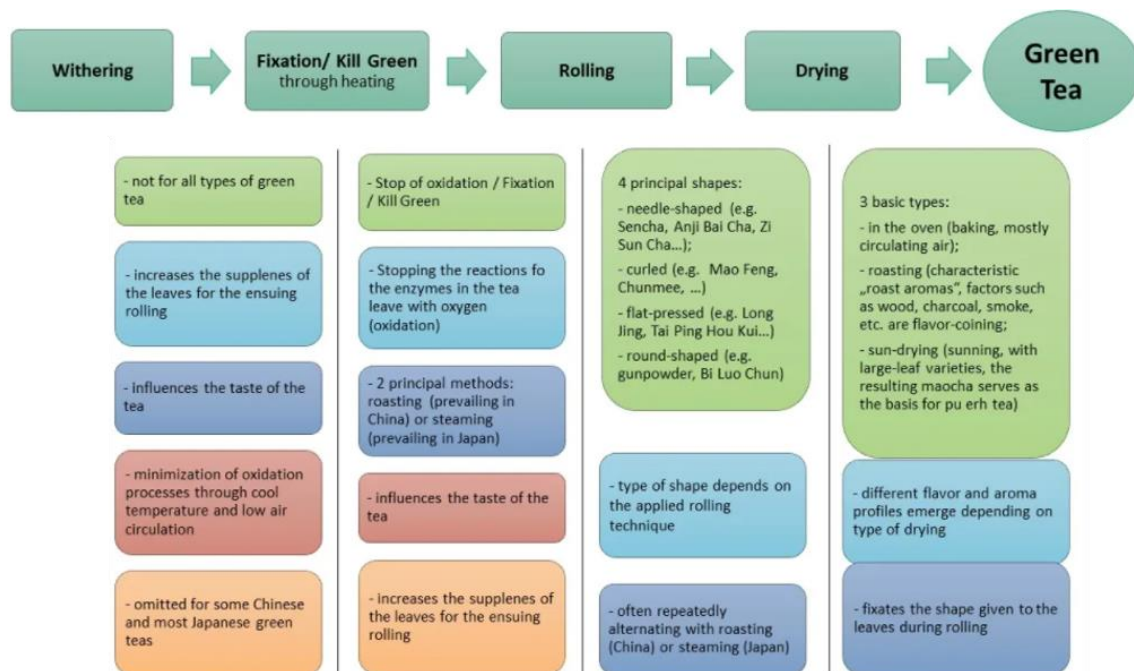 Withering
Fixation/ Kill Green
through heating
Rolling
Drying
Green
Tea
- not for all types of green
tea
- increases the supplenes of
the leaves for the ensuing
rolling
- influences the taste of the
tea
- minimization of oxidation
processes through cool
temperature and low air
circulation
- omitted for some Chinese
and most Japanese green
teas
- Stop of oxidation / Fixation
/ Kill Green
- Stopping the reactions fo
the enzymes in the tea
leave with oxygen
(oxidation)
- 2 principal methods:
roasting (prevailing in
China) or steaming
(prevailing in Japan)
- influences the taste of the
tea
- increases the supplenes of
the leaves for the ensuing
rolling
4 principal shapes:
- needle-shaped (e.g.
Sencha, Anji Bai Cha, Zi
Sun Cha...);
- curled (e.g. Mao Feng,
Chunmee, ...)
- flat-pressed (e.g. Long
Jing, Tai Ping Hou Kui...)
- round-shaped (e.g.
gunpowder, Bi Luo Chun)
- type of shape depends on
the applied rolling
technique
- often repeatedly
alternating with roasting
(China) or steaming (Japan)
3 basic types:
- in the oven (baking, mostly
circulating air);
- roasting (characteristic
„roast aromas“, factors such
as wood, charcoal, smoke,
etc. are flavor-coining;
- sun-drying (sunning, with
large-leaf varieties, the
resulting maocha serves as
the basis for pu erh tea)
- different flavor and aroma
profiles emerge depending on
type of drying
- fixates the shape given to the
leaves during rolling